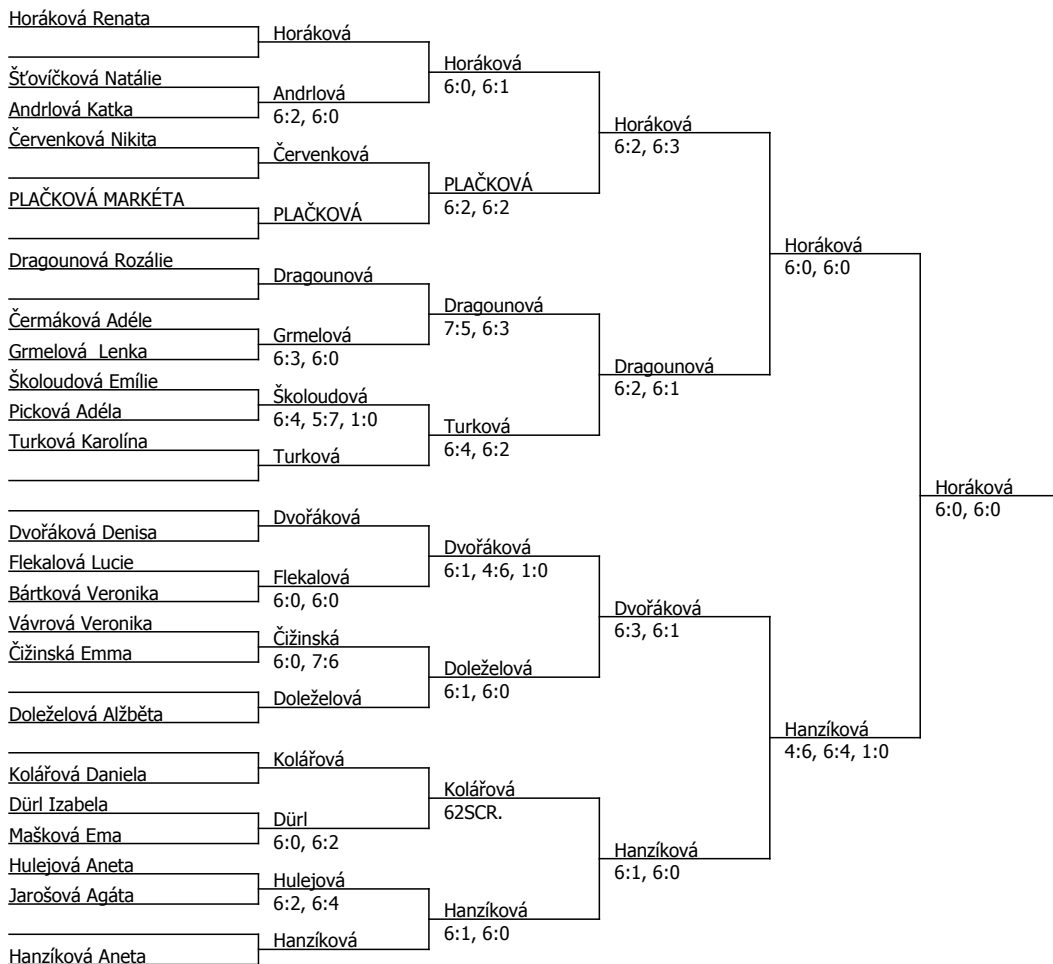 Horáková Renata
Šťovíčková Natálie
Andrlová Katka
Červenková Nikita
PLAČKOVÁ MARKÉTA
Dragounová Rozálie
Čermáková Adéle
Grmelová  Lenka
Školoudová Emílie
Picková Adéla
Turková Karolína
Dvořáková Denisa
Flekalová Lucie
Bártková Veronika
Vávrová Veronika
Čižinská Emma
Doleželová Alžběta
Kolářová Daniela
Dürl Izabela
Mašková Ema
Hulejová Aneta
Jarošová Agáta
Hanzíková Aneta
Horáková
Andrlová
6:2, 6:0
Červenková
PLAČKOVÁ
Dragounová
Grmelová
6:3, 6:0
Školoudová
6:4, 5:7, 1:0
Turková
Dvořáková
Flekalová
6:0, 6:0
Čižinská
6:0, 7:6
Doleželová
Kolářová
Dürl
6:0, 6:2
Hulejová
6:2, 6:4
Hanzíková
Horáková
6:0, 6:1
PLAČKOVÁ
6:2, 6:2
Dragounová
7:5, 6:3
Turková
6:4, 6:2
Dvořáková
6:1, 4:6, 1:0
Doleželová
6:1, 6:0
Kolářová
62SCR.
Hanzíková
6:1, 6:0
Horáková
6:2, 6:3
Dragounová
6:2, 6:1
Dvořáková
6:3, 6:1
Hanzíková
6:1, 6:0
Horáková
6:0, 6:0
Hanzíková
4:6, 6:4, 1:0
Horáková
6:0, 6:0